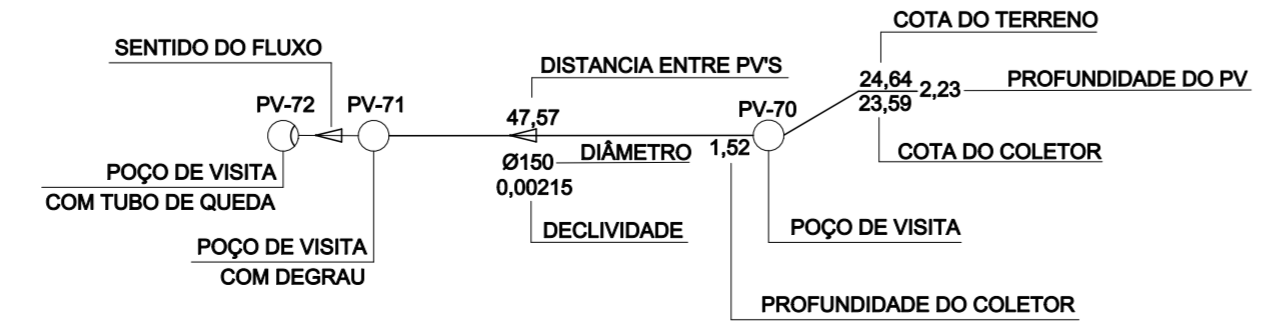 COTA DO TERRENO
SENTIDO DO FLUXO
DISTANCIA ENTRE PV'S
24,64
2,23
PROFUNDIDADE DO PV
23,59
PV-72
PV-71
47,57
PV-70
1,52
COTA DO COLETOR
Ø150
DIÂMETRO
0,00215
POÇO DE VISITA
COM TUBO DE QUEDA
DECLIVIDADE
POÇO DE VISITA
POÇO DE VISITA
COM DEGRAU
PROFUNDIDADE DO COLETOR